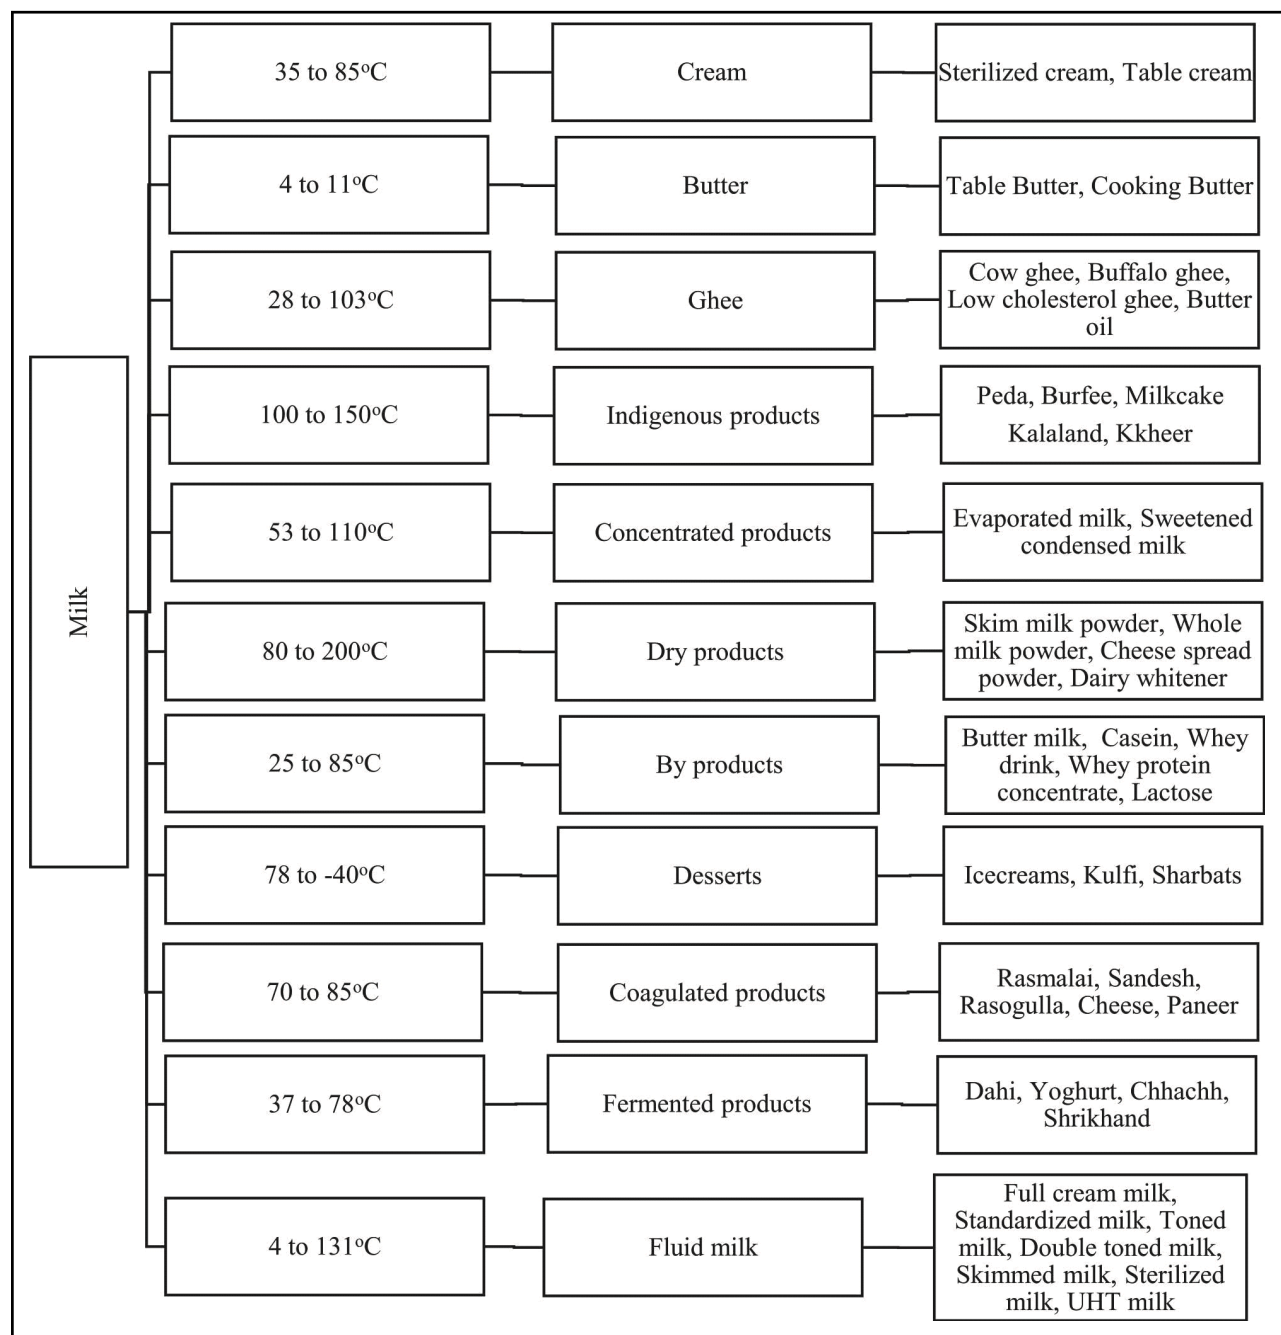 35 to 85°C
Cream
Sterilized cream, Table cream
4 to 11°C
Butter
Table Butter, Cooking Butter
28 to 103°C
Ghee
Cow ghee, Buffalo ghee,
Low cholesterol ghee, Butter
oil
100 to 150°C
Indigenous products
Peda, Burfee, Milkcake
Kalaland, Kkheer
53 to 110°C
Concentrated products
Evaporated milk, Sweetened
condensed milk
Milk
80 to 200°C
Dry products
Skim milk powder, Whole
milk powder, Cheese spread
powder, Dairy whitener
25 to 85°C
By products
Butter milk, Casein, Whey
drink, Whey protein
concentrate, Lactose
78 to -40°C
Desserts
Icecreams, Kulfi, Sharbats
70 to 85°C
Coagulated products
Rasmalai, Sandesh,
Rasogulla, Cheese, Paneer
37 to 78°C
Fermented products
Dahi, Yoghurt, Chhachh,
Shrikhand
4 to 131°C
Fluid milk
Full cream milk,
Standardized milk, Toned
milk, Double toned milk,
Skimmed milk, Sterilized
milk, UHT milk